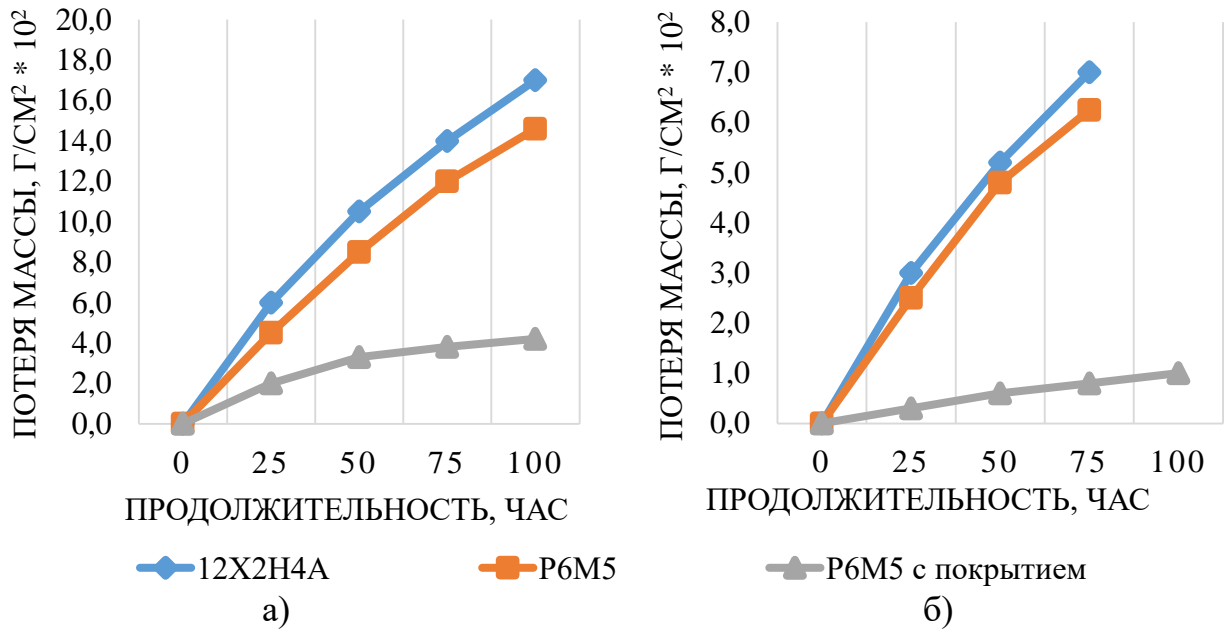 ПОТЕРЯ МАССЫ, Г/СМ² * 10²
20,0
18,0
16,0
14,0
12,0
10,0
8,0
6,0
4,0
2,0
0,0
0 25 50 75 100
ПРОДОЛЖИТЕЛЬНОСТЬ, ЧАС
ПОТЕРЯ МАССЫ, Г/СМ² * 10²
8,0
7,0
6,0
5,0
4,0
3,0
2,0
1,0
0,0
0 25 50 75 100
ПРОДОЛЖИТЕЛЬНОСТЬ, ЧАС
12Х2Н4А Р6М5 Р6М5 с покрытием
а) б)